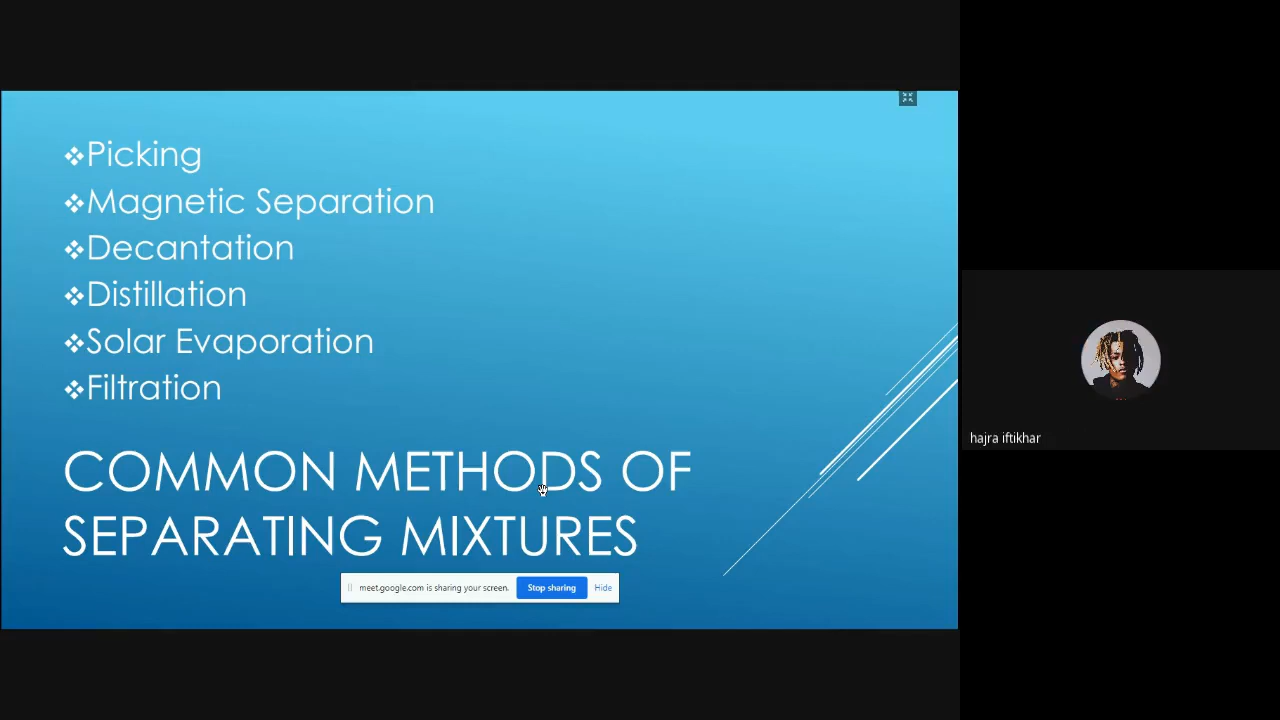 ❖Picking
❖Magnetic Separation
❖Decantation
❖Distillation
❖Solar Evaporation
❖Filtration
COMMON METHODS OF
SEPARATING MIXTURES
meet.google.com is sharing your screen. Stop sharing Hide
hajra iftikhar